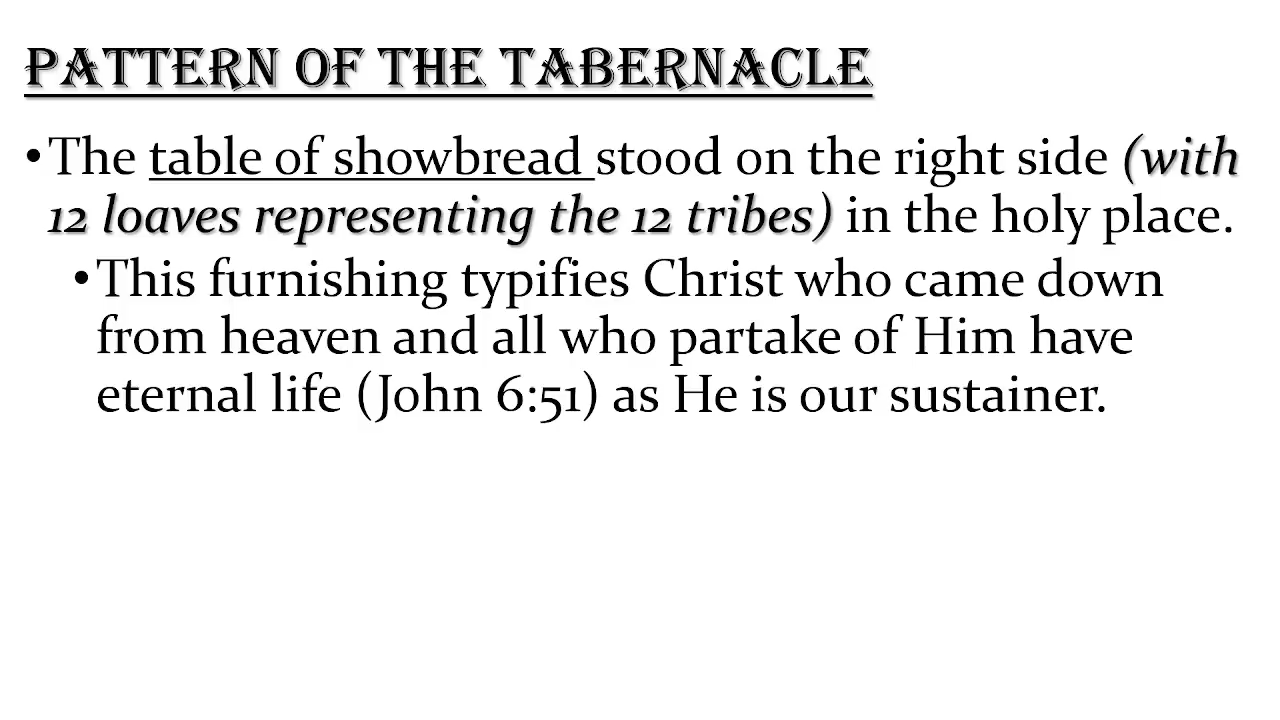 PATTERN OF THE TABERNACLE
•The table of showbread stood on the right side (with
12 loaves representing the 12 tribes) in the holy place.
•This furnishing typifies Christ who came down
from heaven and all who partake of Him have
eternal life (John 6:51) as He is our sustainer.